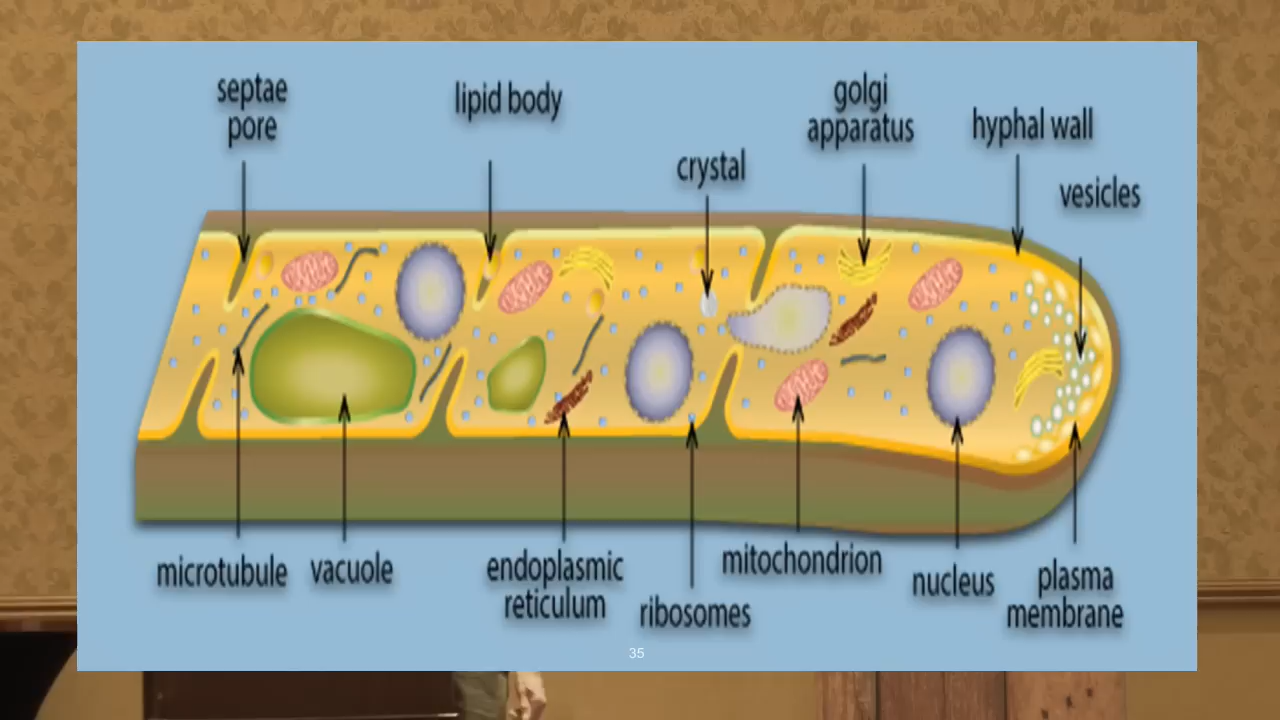 septae
pore
lipid body
golgi
apparatus
hyphal wall
crystal
vesicles
microtubule
vacuole
endoplasmic
reticulum
ribosomes
mitochondrion
nucleus
plasma
membrane
35